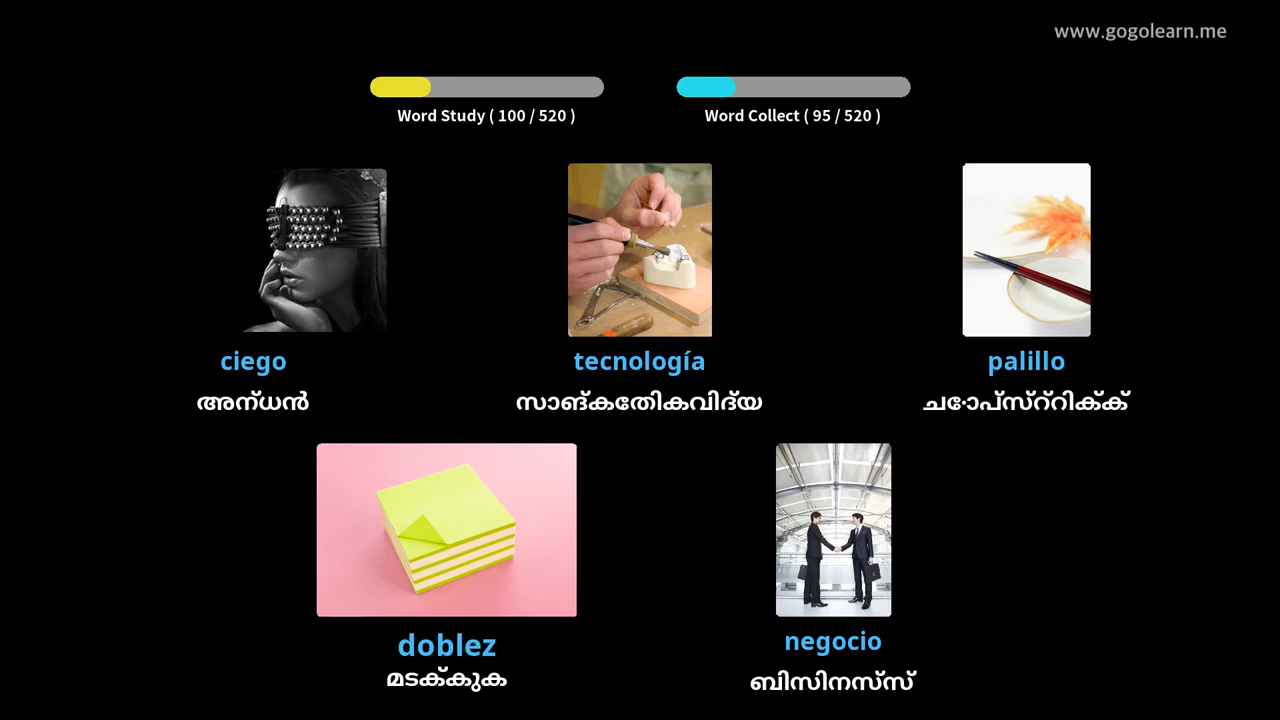 www.gogolearn.me
Word Study ( 100 / 520 )
Word Collect ( 95 / 520 )
ciego
tecnología
palillo
അന്ധൻ
സാങ്കേതികവിദ്യ
ചോപ്സ്റ്റിക്ക്
doblez
negocio
മടക്കുക
ബിസിനസ്സ്